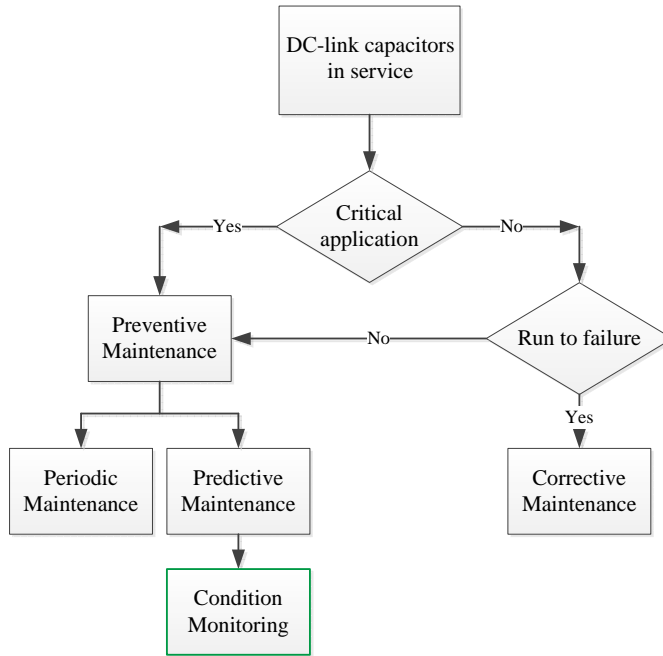 DC-link capacitors
in service
Critical
application
Yes
No
Preventive
Maintenance
No
Run to failure
Yes
Periodic
Maintenance
Predictive
Maintenance
Corrective
Maintenance
Condition
Monitoring